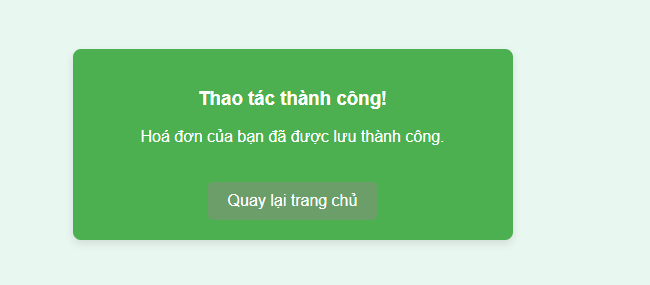 Thao tác thành công!
Hoá đơn của bạn đã được lưu thành công.
Quay lại trang chủ